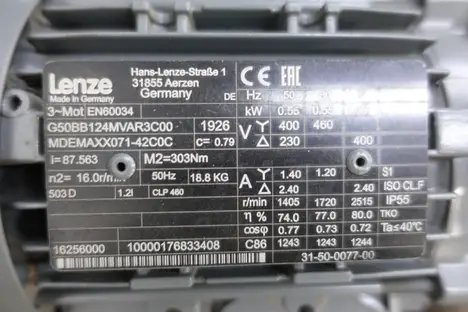 Lenze
Made in Germany
Hans-Lenze-Straße 1
31855 Aerzen
Germany
DE
CE EAC
3~Mot EN60034
G50BB124MVAR3C00 1926
MDEMAXX071-42C0C c= 0.79
i= 87.563 M2=303Nm
n2= 16.0r/min 50Hz 18.8 KG
503 D 1.2l CLP 460
16256000 10000176833408
Hz
kW 0.55
V Y 400 460
Δ 230 400
A Y 1.40 1.20 S1
Δ 2.40 2.40 ISO CL.F
r/min 1405 1720 2515 IP55
η % 74.0 77.0 80.0 TKO
cosφ 0.77 0.73 0.72 Ta≤40°C
C86 1243 1243 1244
31-50-0077-00